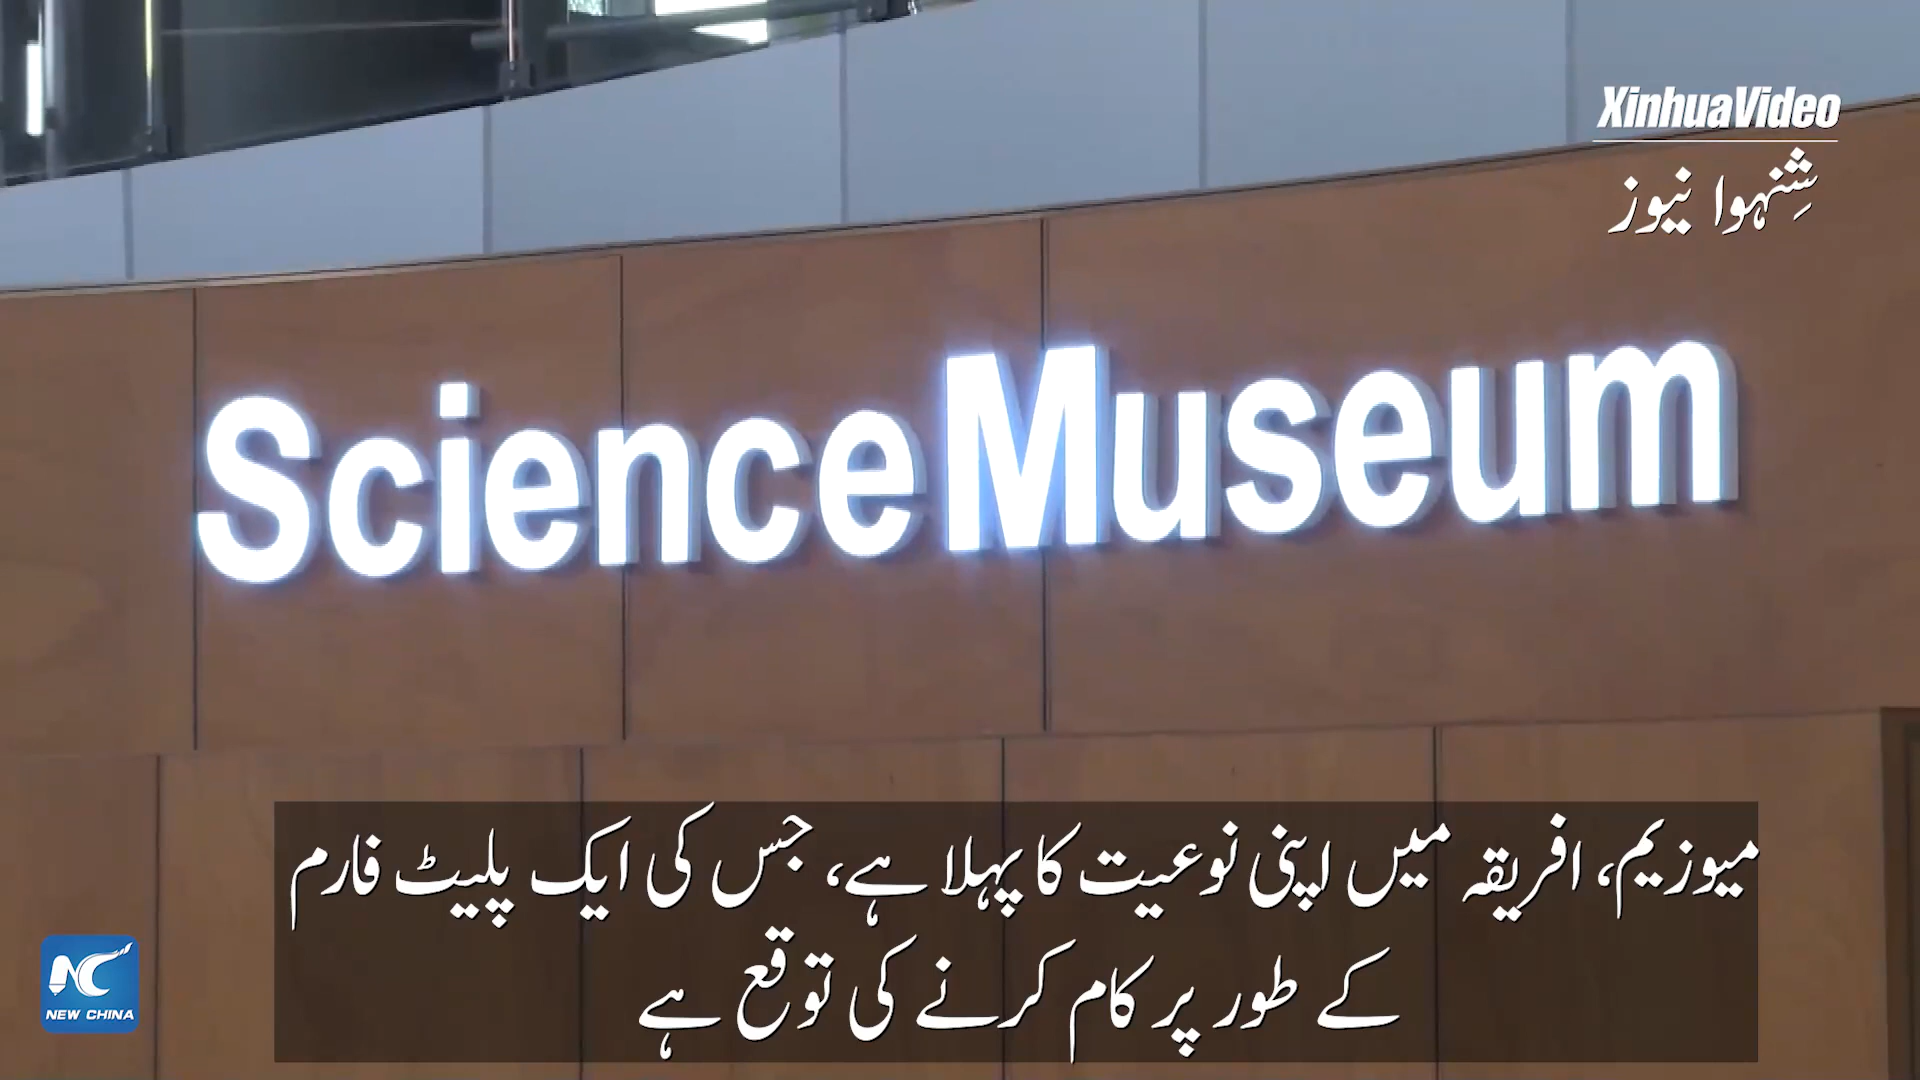 XinhuaVideo
شِنہوا نیوز
Science Museum
میوزیم، افریقہ میں اپنی نوعیت کا پہلا ہے، جس کی ایک پلیٹ فارم
کے طور پر کام کرنے کی توقع ہے
NC
NEW CHINA